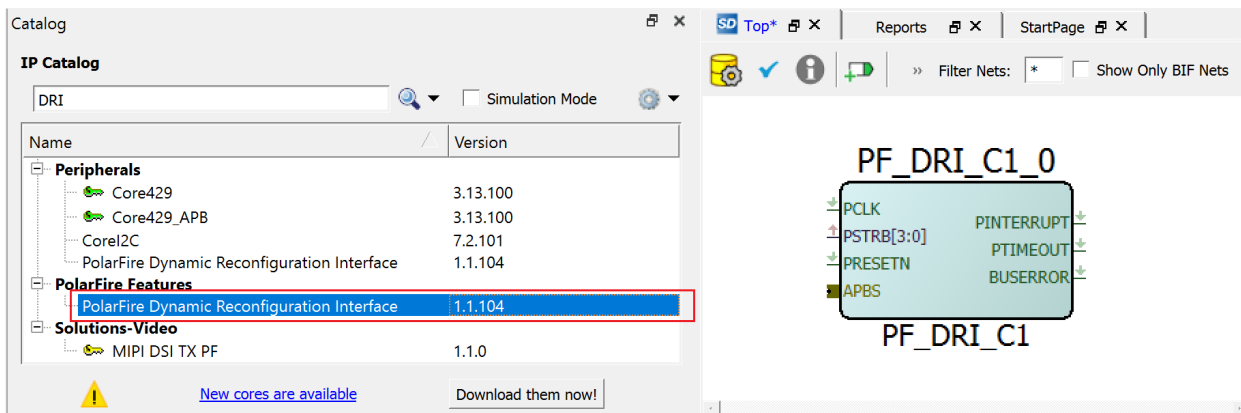 Catalog
IP Catalog
DRI
Simulation Mode
Name Version
Peripherals
Core429 3.13.100
Core429_APB 3.13.100
CoreI2C 7.2.101
PolarFire Dynamic Reconfiguration Interface 1.1.104
PolarFire Features
PolarFire Dynamic Reconfiguration Interface 1.1.104
Solutions-Video
MIPI DSI TX PF 1.1.0
New cores are available Download them now!
SD Top* Reports StartPage
» Filter Nets: * Show Only BIF Nets
PF_DRI_C1_0
PCLK
PSTRB[3:0]
PRESETN
APBS
PINTERRUPT
PTIMEOUT
BUSERROR
PF_DRI_C1